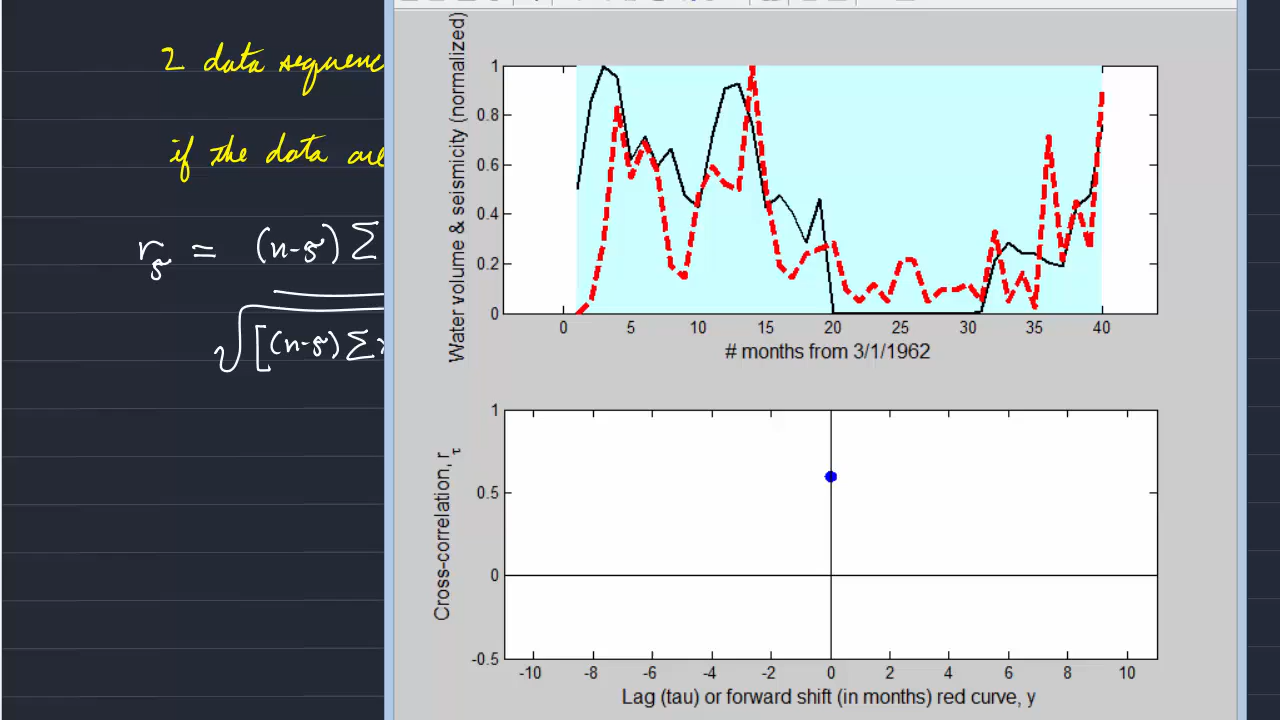 2 data sequenc
if the data are
r_τ = (n-τ) Σ
√[(n-τ) Σx
Water volume & seismicity (normalized)
1
0.8
0.6
0.4
0.2
0
0 5 10 15 20 25 30 35 40
# months from 3/1/1962
Cross-correlation, r_τ
1
0.5
0
-0.5
-10 -8 -6 -4 -2 0 2 4 6 8 10
Lag (tau) or forward shift (in months) red curve, y